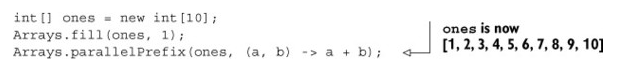 int[] ones = new int[10];
Arrays.fill(ones, 1);
Arrays.parallelPrefix(ones, (a, b) -> a + b);
ones is now
[1, 2, 3, 4, 5, 6, 7, 8, 9, 10]